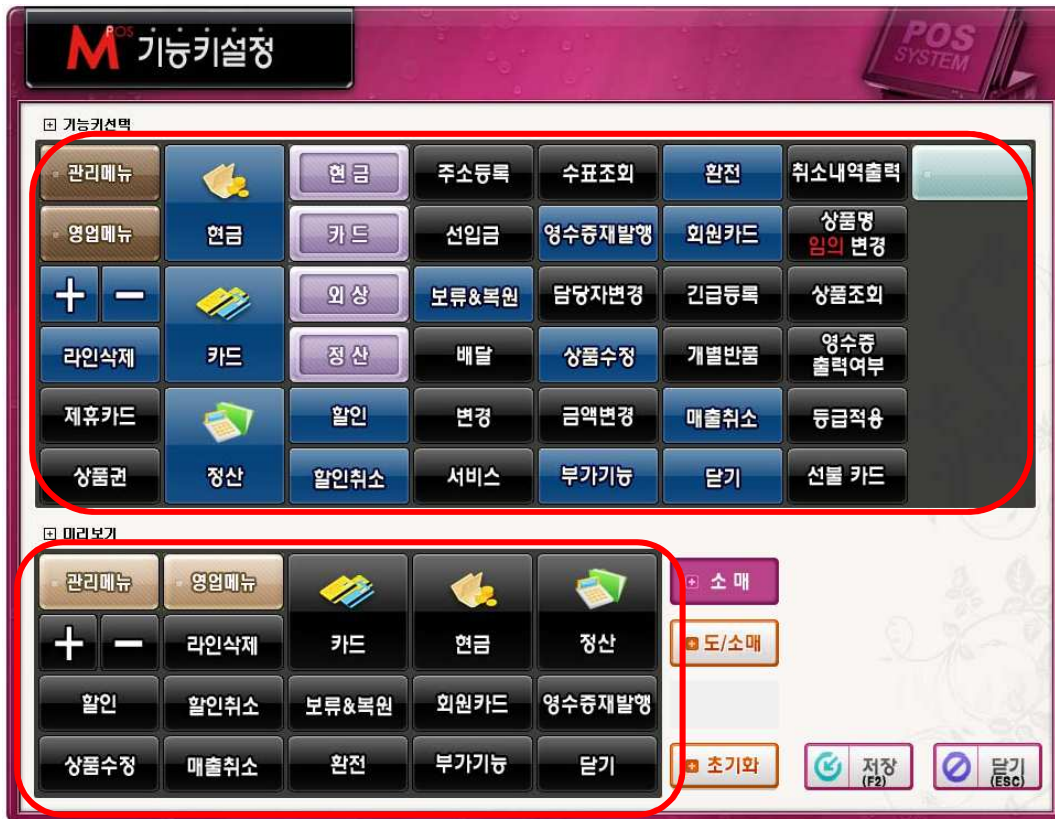 MPOS 기능키설정
POS
SYSTEM
기능키선택
관리메뉴
현금
현 금
주소등록
수표조회
환전
취소내역출력
영업메뉴
카 드
선입금
영수증재발행
회원카드
상품명
임의 변경
+
-
카드
외 상
보류&복원
담당자변경
긴급등록
상품조회
라인삭제
정 산
배달
상품수정
개별반품
영수증
출력여부
제휴카드
정산
할인
변경
금액변경
매출취소
등급적용
상품권
할인취소
서비스
부가기능
닫기
선불 카드
미리보기
관리메뉴
영업메뉴
카드
현금
정산
소 매
+
-
라인삭제
도/소매
할인
할인취소
보류&복원
회원카드
영수증재발행
상품수정
매출취소
환전
부가기능
닫기
초기화
저장
(F2)
닫기
(ESC)